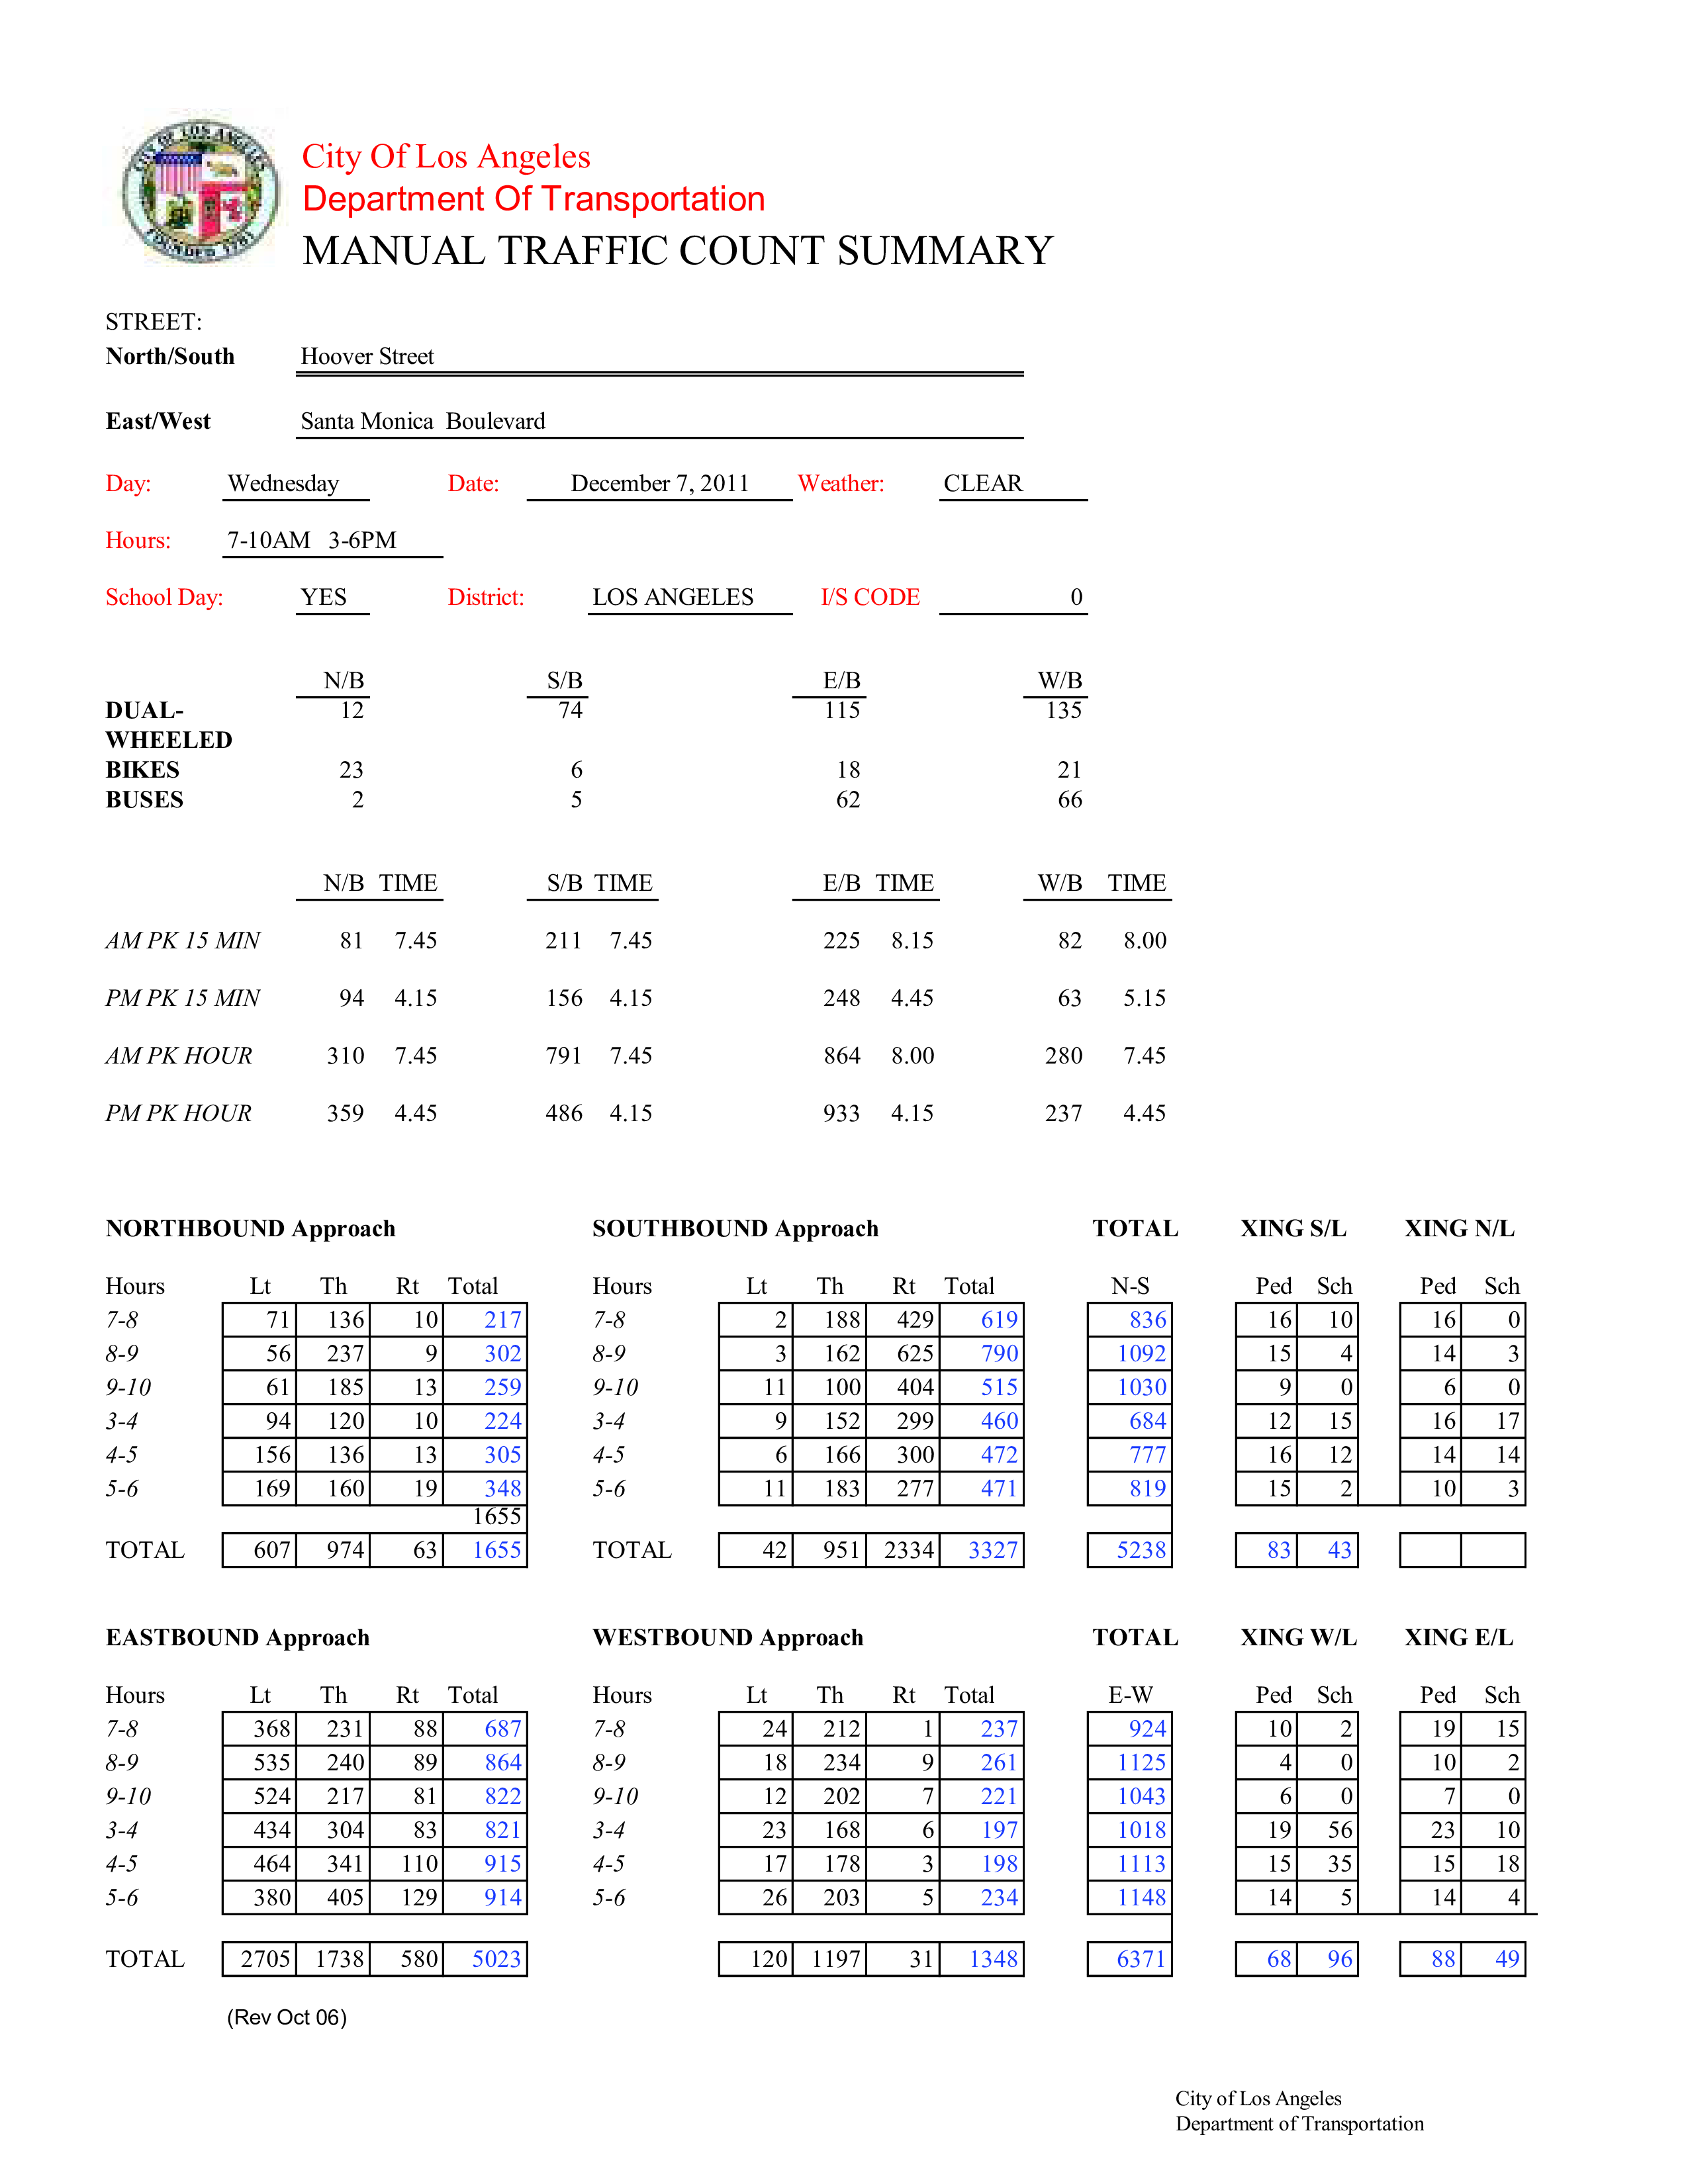 City Of Los Angeles
Department Of Transportation
MANUAL TRAFFIC COUNT SUMMARY
STREET:
North/South Hoover Street
East/West Santa Monica Boulevard
Day: Wednesday Date: December 7, 2011 Weather: CLEAR
Hours: 7-10AM 3-6PM
School Day: YES District: LOS ANGELES I/S CODE 0
N/B S/B E/B W/B
DUAL- 12 74 115 135
WHEELED
BIKES 23 6 18 21
BUSES 2 5 62 66
N/B TIME S/B TIME E/B TIME W/B TIME
AM PK 15 MIN 81 7.45 211 7.45 225 8.15 82 8.00
PM PK 15 MIN 94 4.15 156 4.15 248 4.45 63 5.15
AM PK HOUR 310 7.45 791 7.45 864 8.00 280 7.45
PM PK HOUR 359 4.45 486 4.15 933 4.15 237 4.45
NORTHBOUND Approach SOUTHBOUND Approach TOTAL XING S/L XING N/L
Hours Lt Th Rt Total Hours Lt Th Rt Total N-S Ped Sch Ped Sch
7-8 71 136 10 217 7-8 2 188 429 619 836 16 10 16 0
8-9 56 237 9 302 8-9 3 162 625 790 1092 15 4 14 3
9-10 61 185 13 259 9-10 11 100 404 515 1030 9 0 6 0
3-4 94 120 10 224 3-4 9 152 299 460 684 12 15 16 17
4-5 156 136 13 305 4-5 6 166 300 472 777 16 12 14 14
5-6 169 160 19 348 5-6 11 183 277 471 819 15 2 10 3
1655
TOTAL 607 974 63 1655 TOTAL 42 951 2334 3327 5238 83 43
EASTBOUND Approach WESTBOUND Approach TOTAL XING W/L XING E/L
Hours Lt Th Rt Total Hours Lt Th Rt Total E-W Ped Sch Ped Sch
7-8 368 231 88 687 7-8 24 212 1 237 924 10 2 19 15
8-9 535 240 89 864 8-9 18 234 9 261 1125 4 0 10 2
9-10 524 217 81 822 9-10 12 202 7 221 1043 6 0 7 0
3-4 434 304 83 821 3-4 23 168 6 197 1018 19 56 23 10
4-5 464 341 110 915 4-5 17 178 3 198 1113 15 35 15 18
5-6 380 405 129 914 5-6 26 203 5 234 1148 14 5 14 4
TOTAL 2705 1738 580 5023 120 1197 31 1348 6371 68 96 88 49
(Rev Oct 06)
City of Los Angeles
Department of Transportation